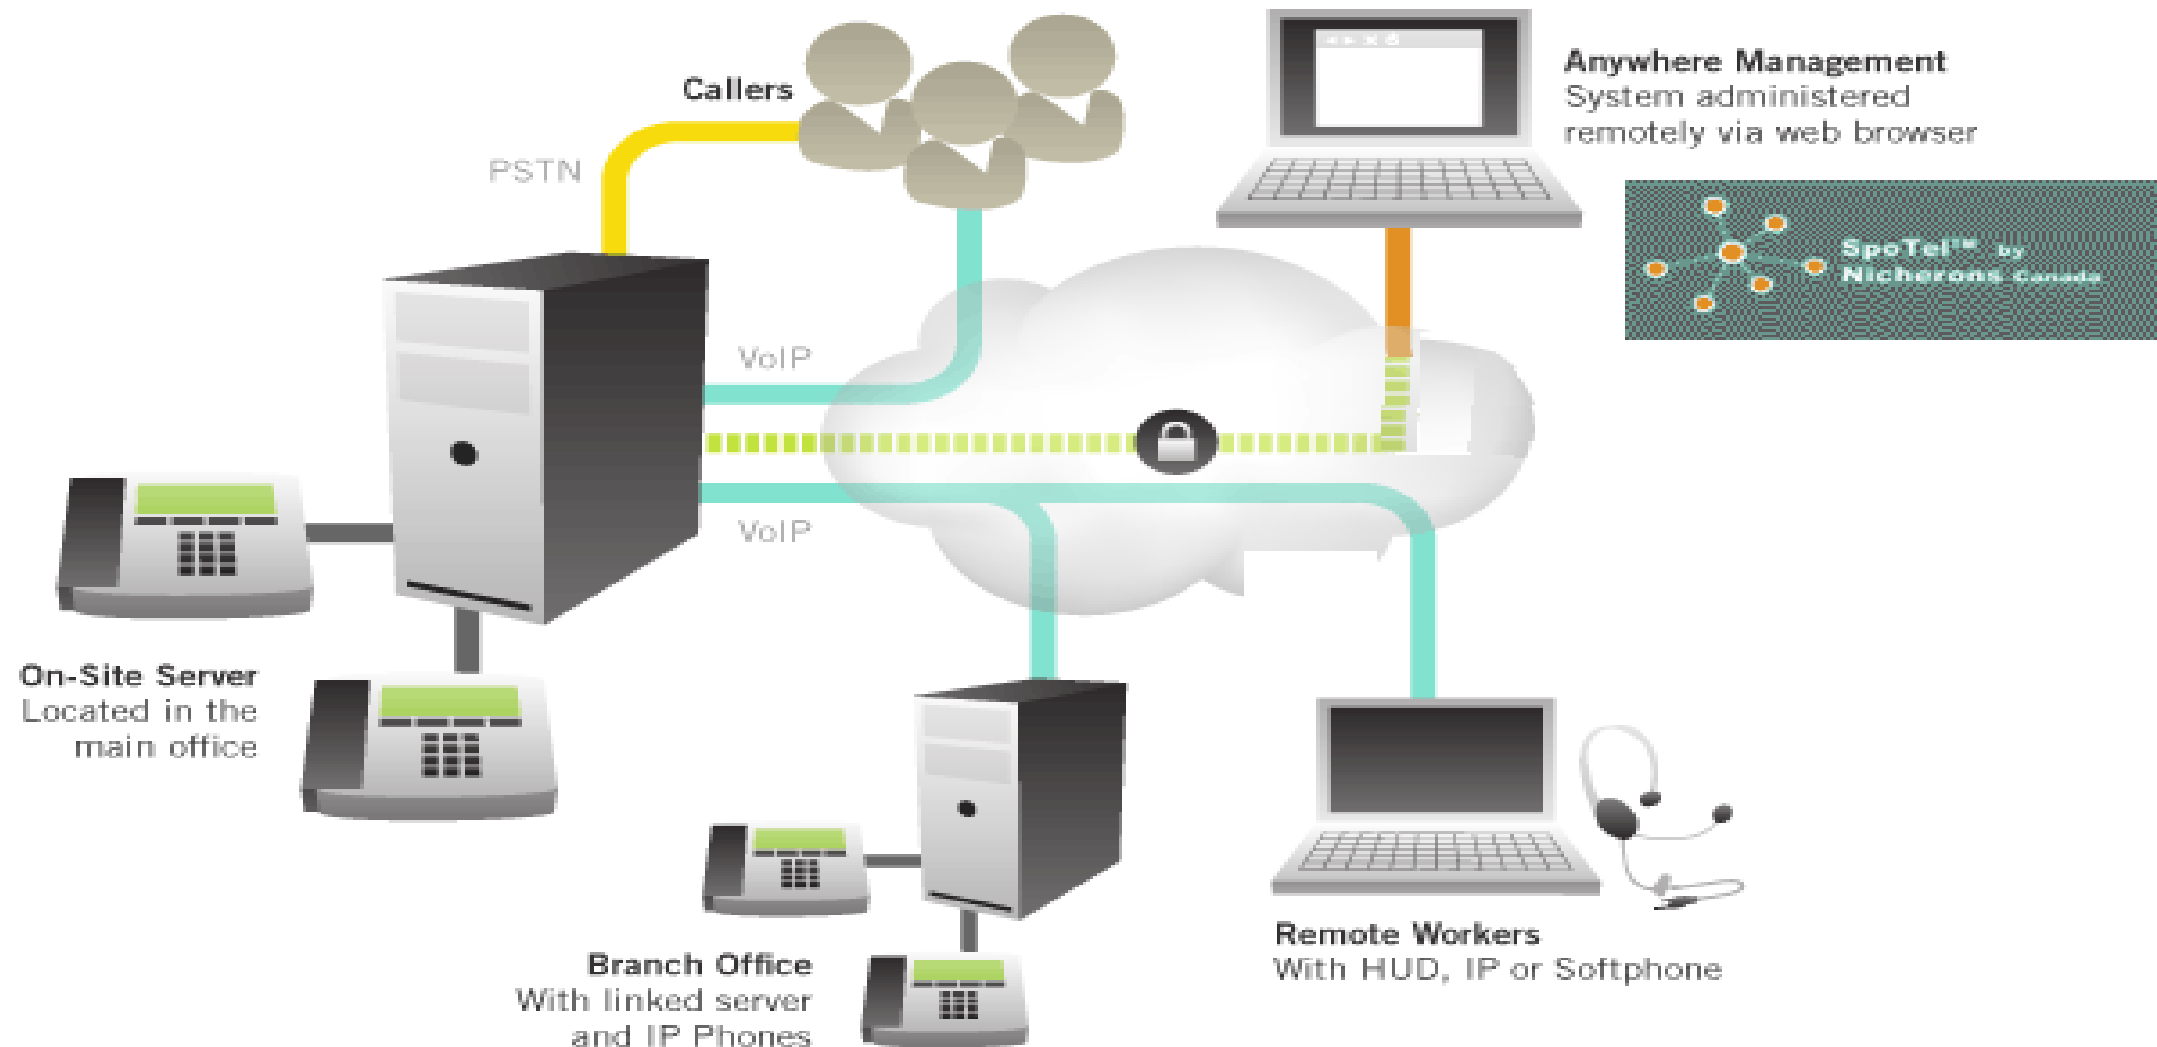 Callers
PSTN
Anywhere Management
System administered
remotely via web browser
SpoTel™ by
Nicherons Canada
VoIP
VoIP
On-Site Server
Located in the
main office
Branch Office
With linked server
and IP Phones
Remote Workers
With HUD, IP or Softphone